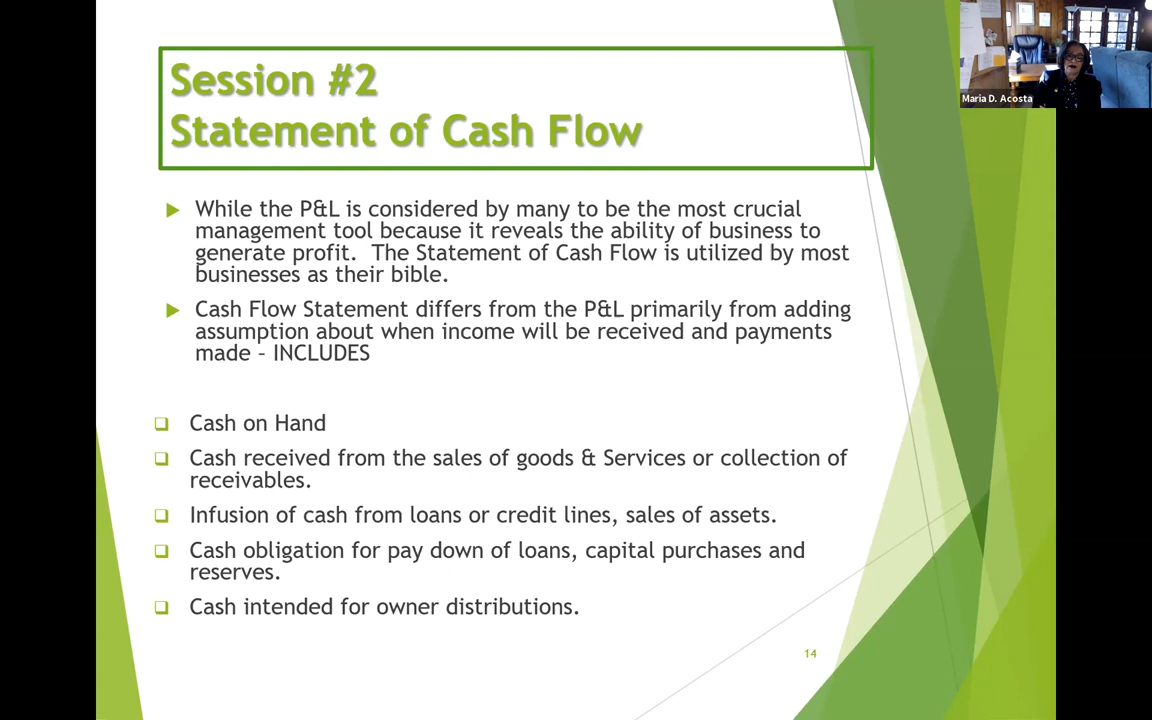 Session #2
Statement of Cash Flow
Maria D. Acosta
While the P&L is considered by many to be the most crucial
management tool because it reveals the ability of business to
generate profit.  The Statement of Cash Flow is utilized by most
businesses as their bible.
Cash Flow Statement differs from the P&L primarily from adding
assumption about when income will be received and payments
made – INCLUDES
Cash on Hand
Cash received from the sales of goods & Services or collection of
receivables.
Infusion of cash from loans or credit lines, sales of assets.
Cash obligation for pay down of loans, capital purchases and
reserves.
Cash intended for owner distributions.
14